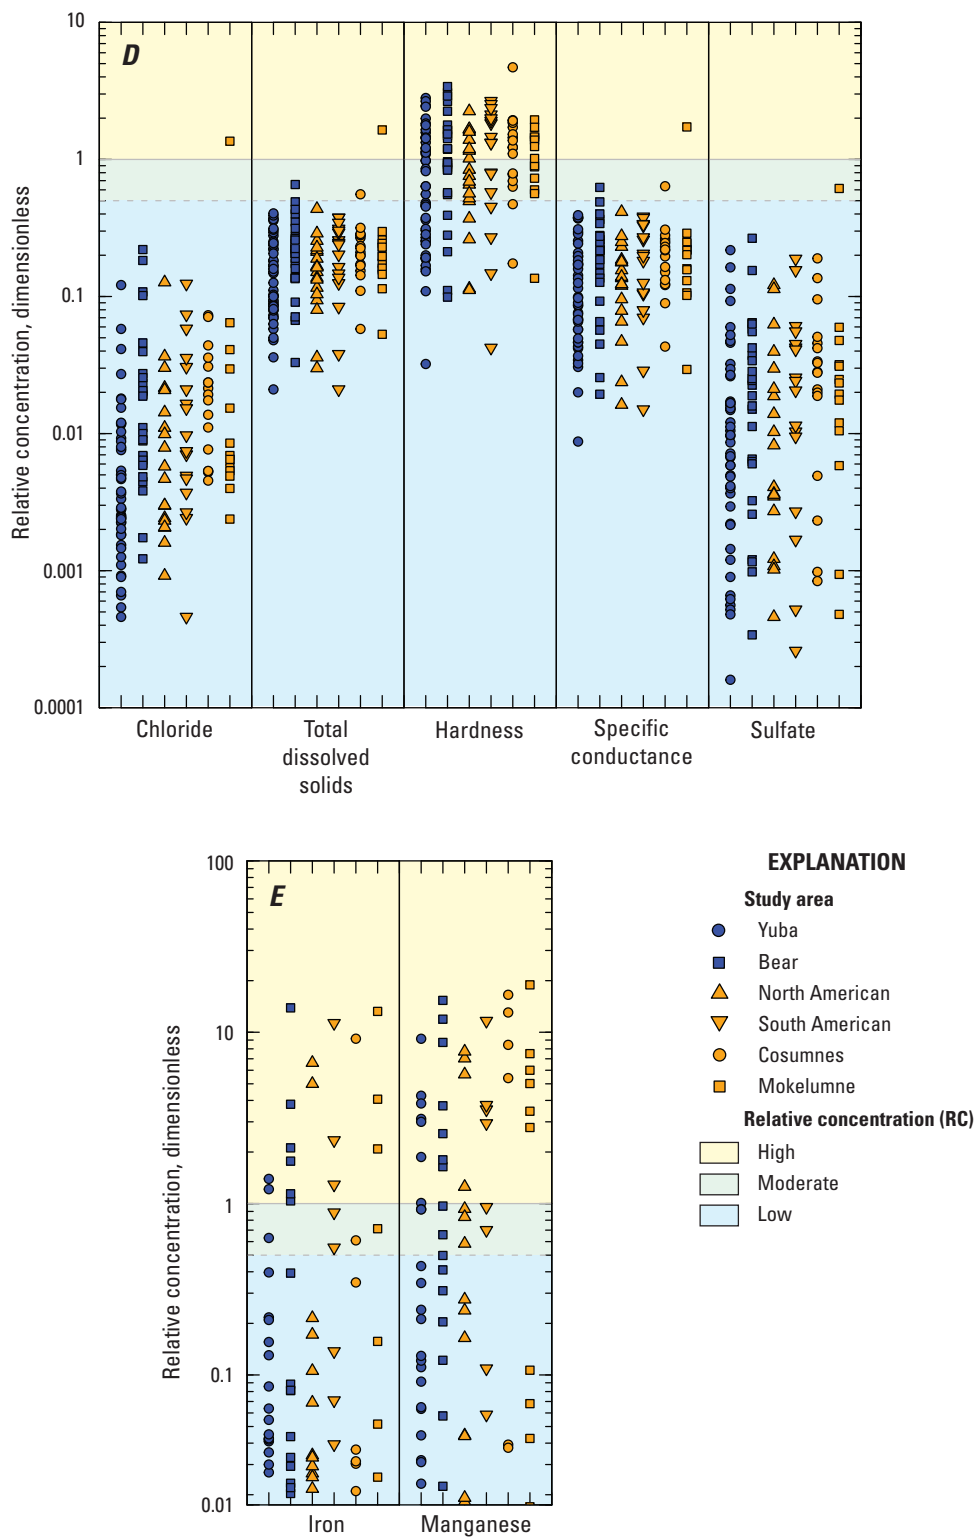 D
10
1
0.1
0.01
0.001
0.0001
Relative concentration, dimensionless
Chloride
Total
dissolved
solids
Hardness
Specific
conductance
Sulfate
E
100
10
1
0.1
0.01
Relative concentration, dimensionless
Iron
Manganese
EXPLANATION
Study area
Yuba
Bear
North American
South American
Cosumnes
Mokelumne
Relative concentration (RC)
High
Moderate
Low